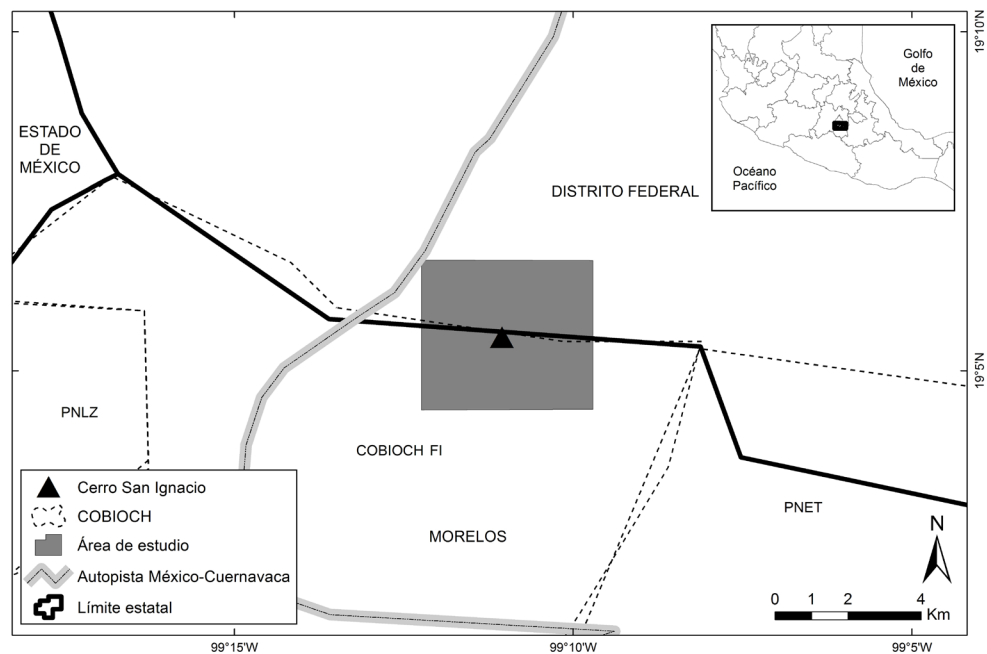 19°10'N
Golfo
de
México
Océano
Pacífico
ESTADO
DE
MÉXICO
DISTRITO FEDERAL
19°5'N
PNLZ
COBIOCH FI
MORELOS
PNET
Cerro San Ignacio
COBIOCH
Área de estudio
Autopista México-Cuernavaca
Límite estatal
N
0 1 2 4
Km
99°15'W 99°10'W 99°5'W